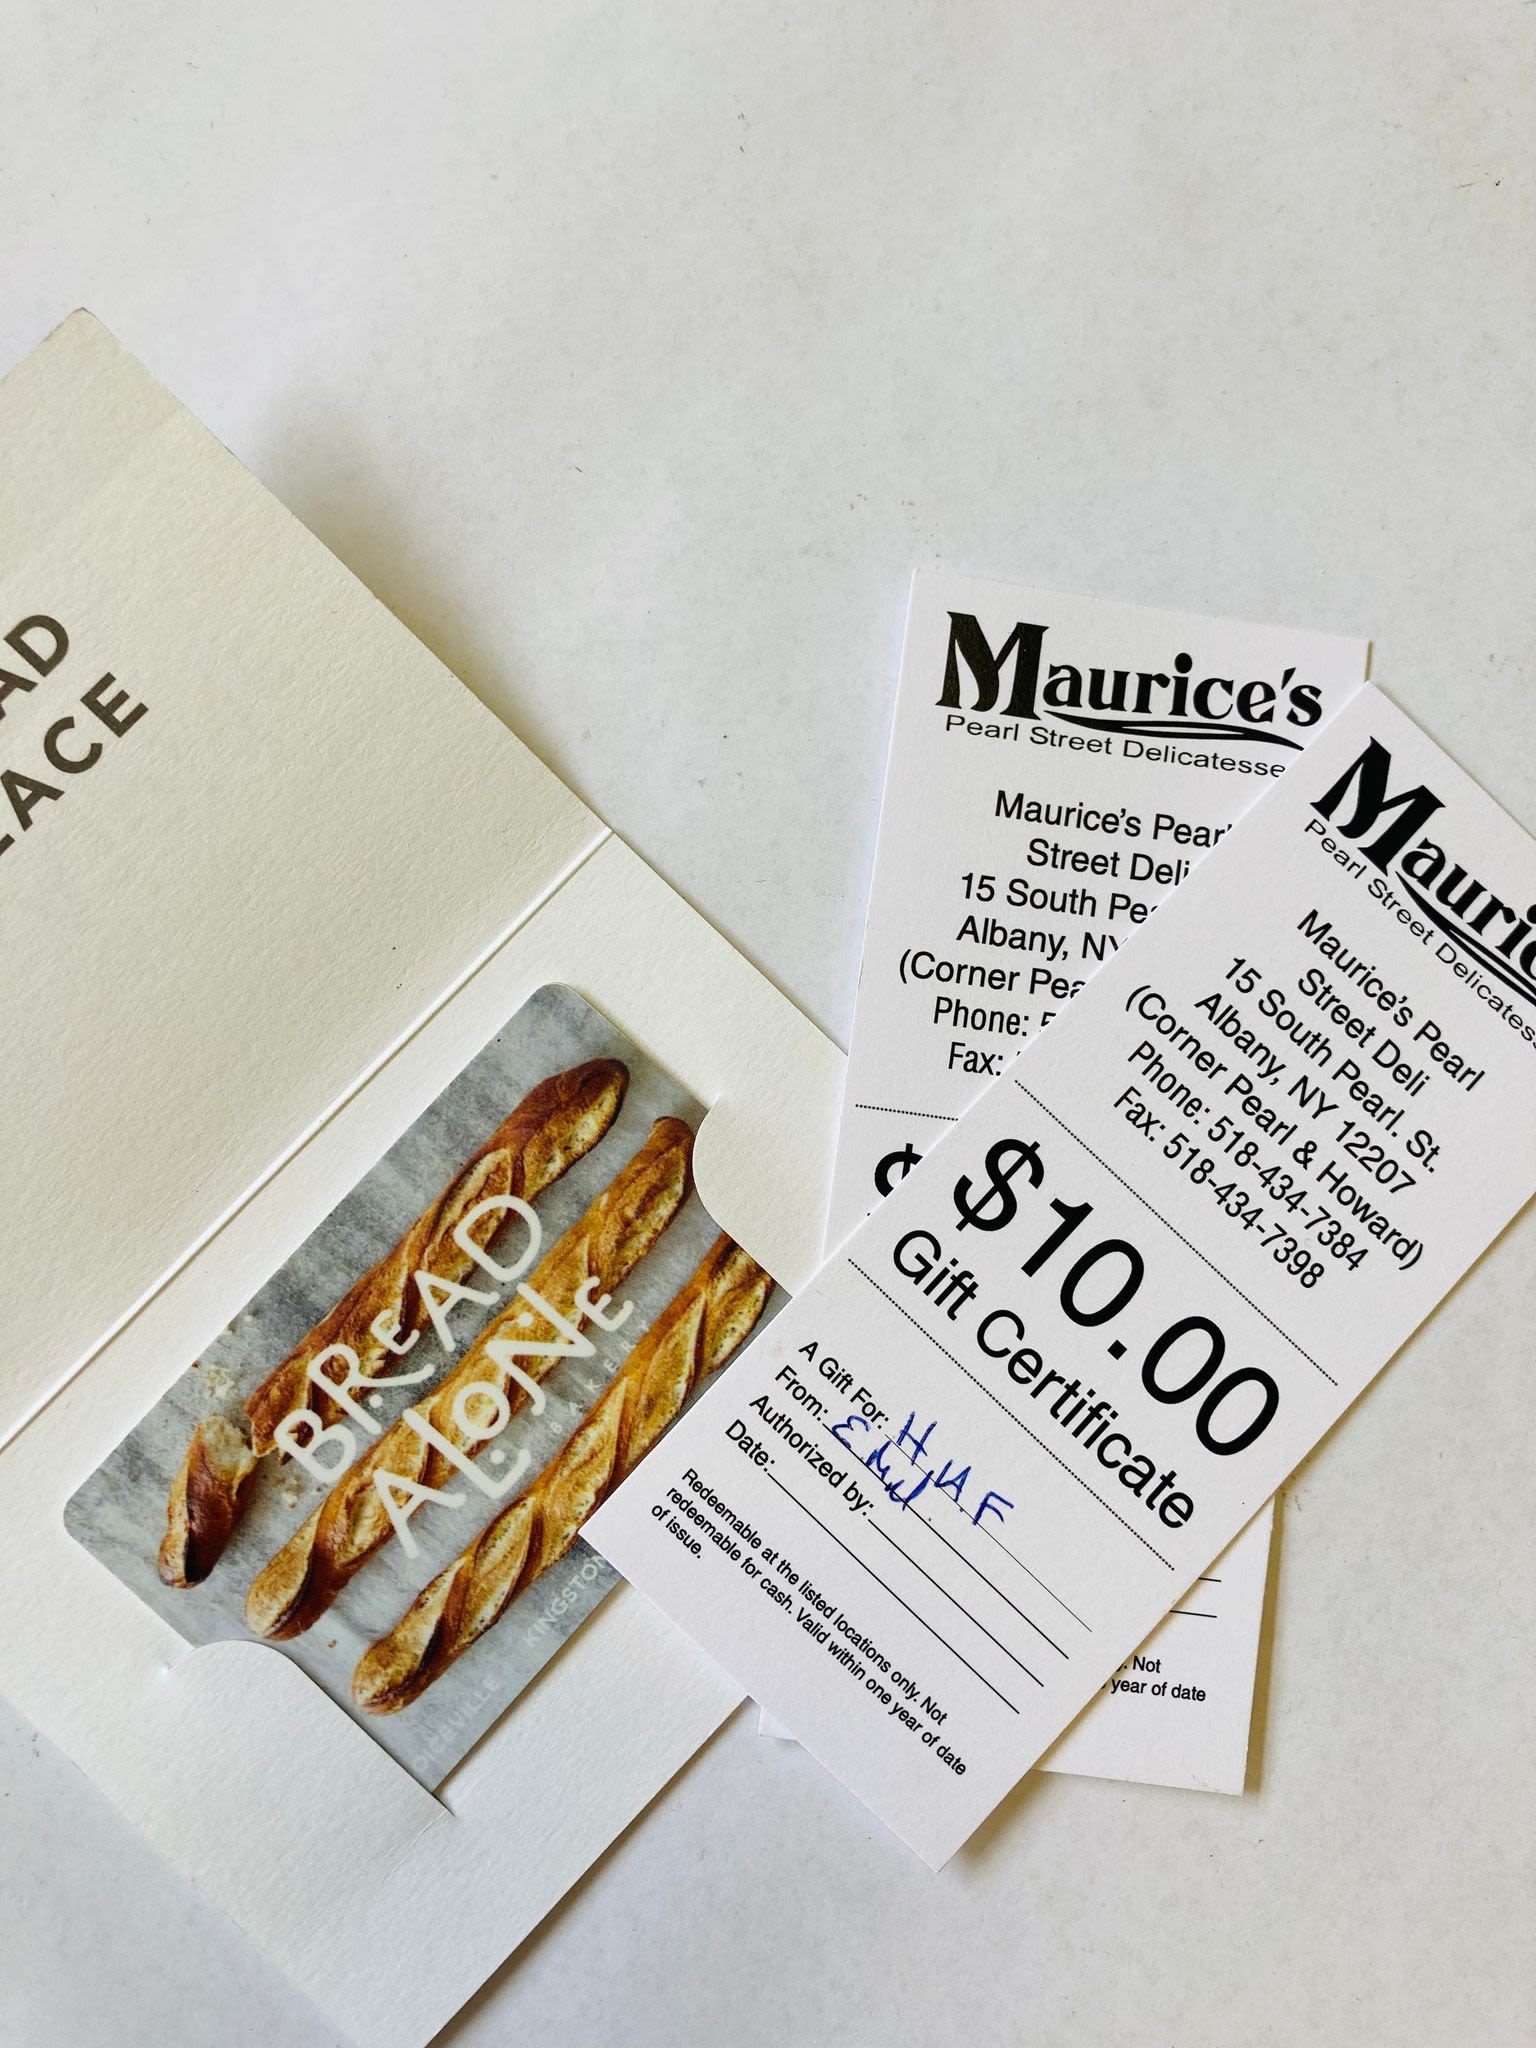 AD
LACE
BREAD
ALONE
BAKERY
KINGSTON
Maurice's
Pearl Street Delicatesse
Maurice's Pear
Street Deli
15 South Pe
Albany, NY
(Corner Pea
Phone:
Fax:
year of date
Not
Mauric
Pearl Street Delicatess
Maurice's Pearl
Street Deli
15 South Pearl. St.
Albany, NY 12207
(Corner Pearl & Howard)
Phone: 518-434-7384
Fax: 518-434-7398
$10.00
Gift Certificate
A Gift For: H IA F
From:
Authorized by:
Date:
Redeemable at the listed locations only. Not
redeemable for cash. Valid within one year of date
of issue.